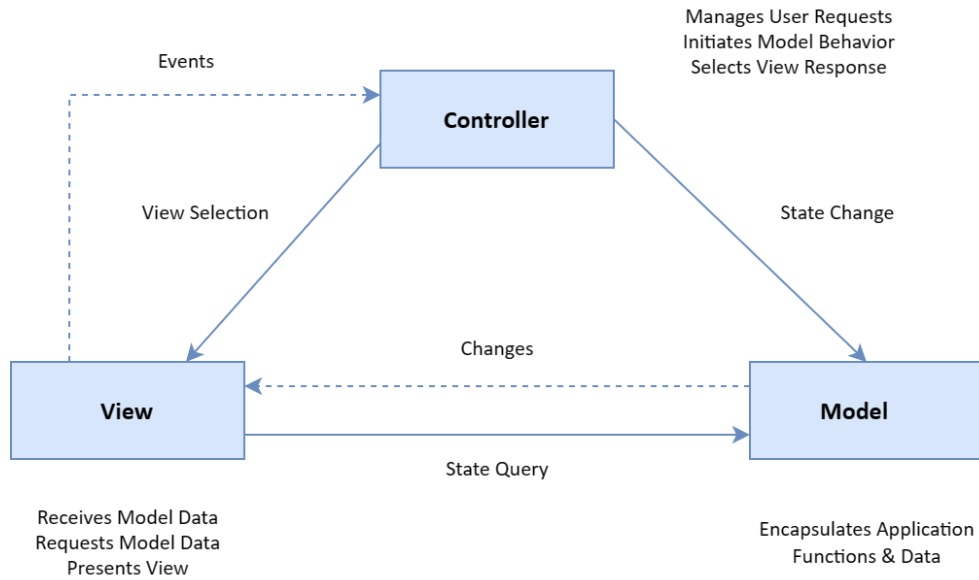 Manages User Requests
Initiates Model Behavior
Selects View Response
Events
Controller
View Selection
State Change
Changes
View
Model
State Query
Receives Model Data
Requests Model Data
Presents View
Encapsulates Application
Functions & Data